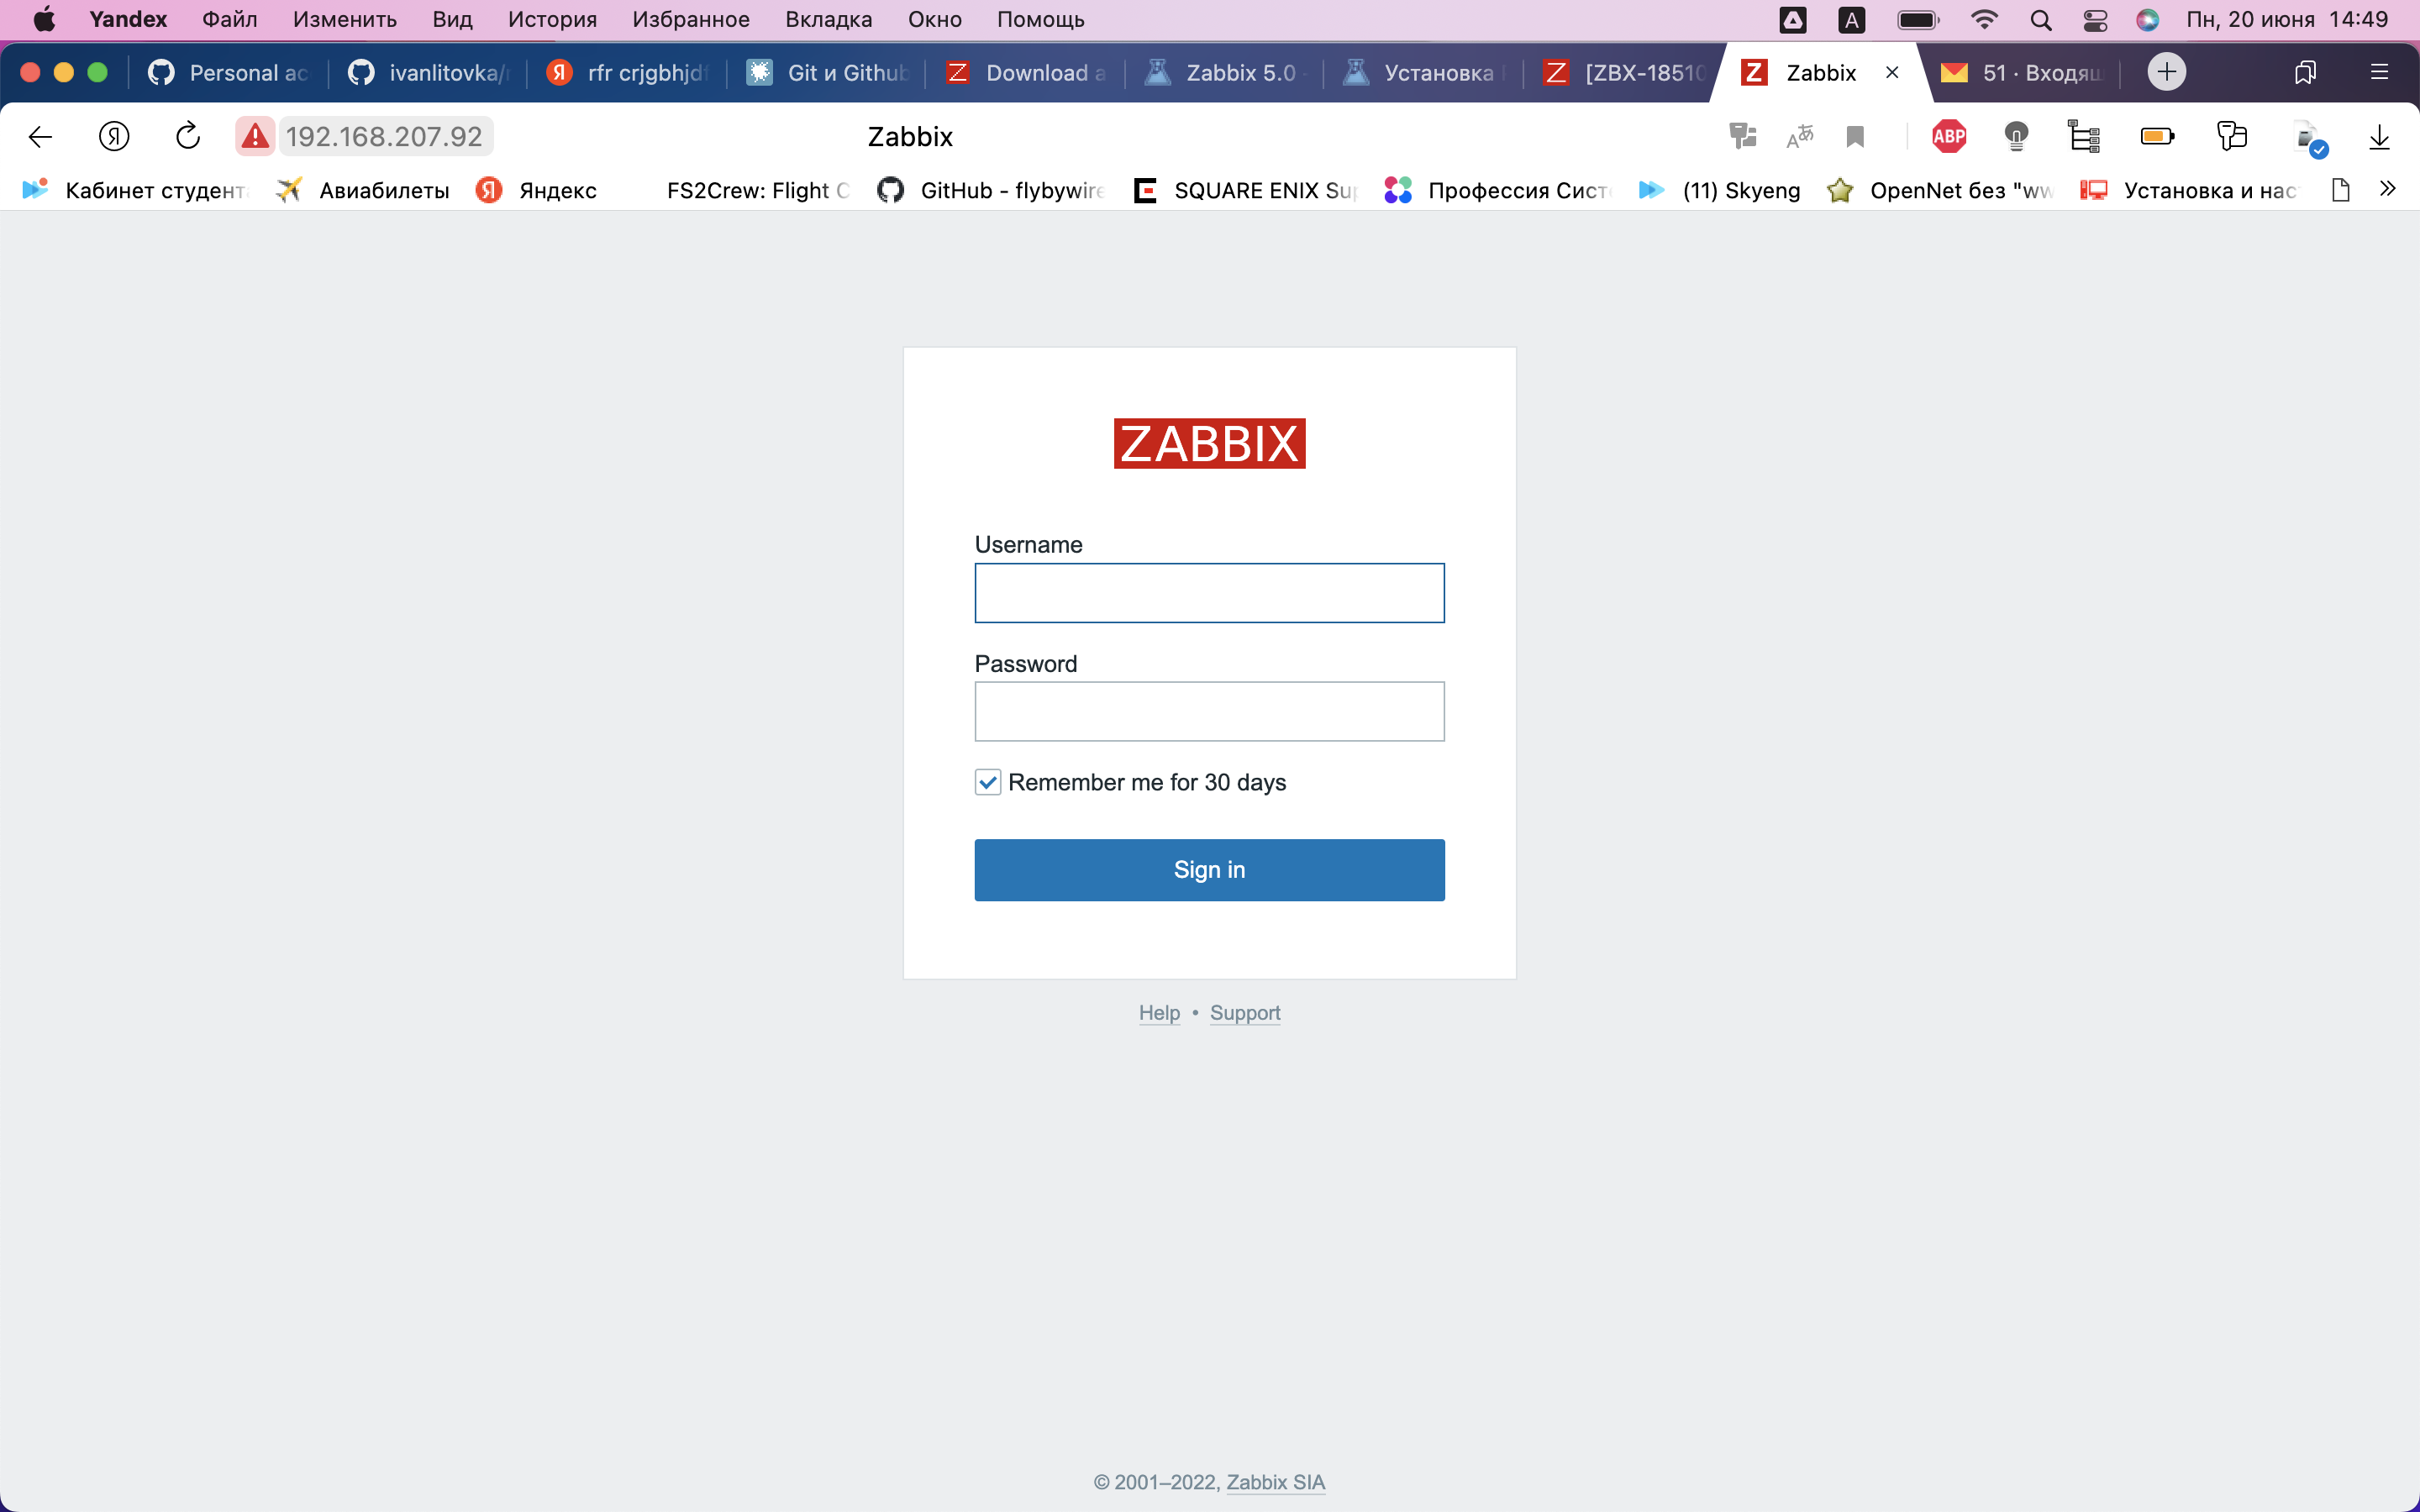 Yandex Файл Изменить Вид История Избранное Вкладка Окно Помощь A Пн, 20 июня 14:49
Personal ac ivanlitovka/ Я rfr crjgbhjd Git и Github Z Download a Zabbix 5.0 - Установка Z [ZBX-18510 Z Zabbix 51 · Входящ
Я 192.168.207.92 Zabbix ABP
Кабинет студент Авиабилеты Я Яндекс FS2Crew: Flight C GitHub - flybywire SQUARE ENIX Sup Профессия Сист (11) Skyeng OpenNet без "ww Установка и нас
ZABBIX
Username
Password
Remember me for 30 days
Sign in
Help • Support
© 2001–2022, Zabbix SIA